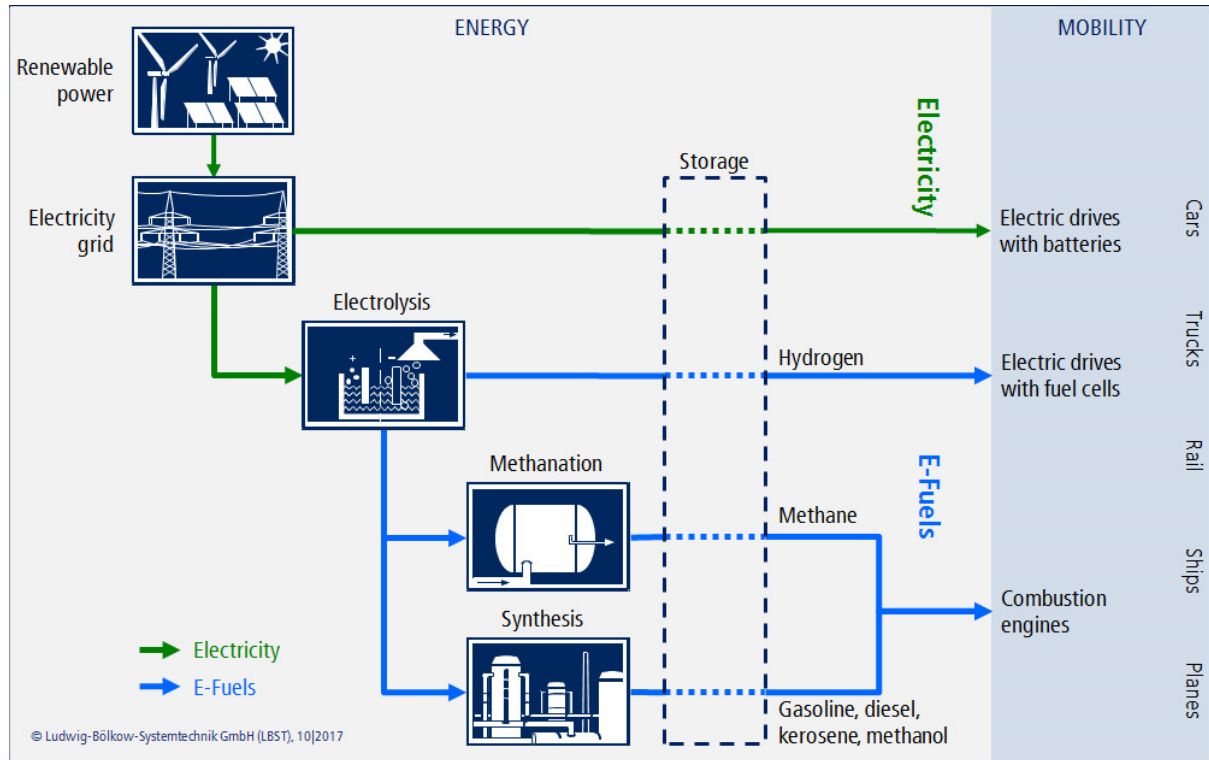 ENERGY
MOBILITY
Renewable
power
Electricity
Storage
Electricity
grid
Electric drives
with batteries
Cars
Electrolysis
Hydrogen
Electric drives
with fuel cells
Trucks
Methanation
Methane
E-Fuels
Rail
Synthesis
Combustion
engines
Ships
Electricity
E-Fuels
Gasoline, diesel,
kerosene, methanol
Planes
© Ludwig-Bölkow-Systemtechnik GmbH (LBST), 10|2017